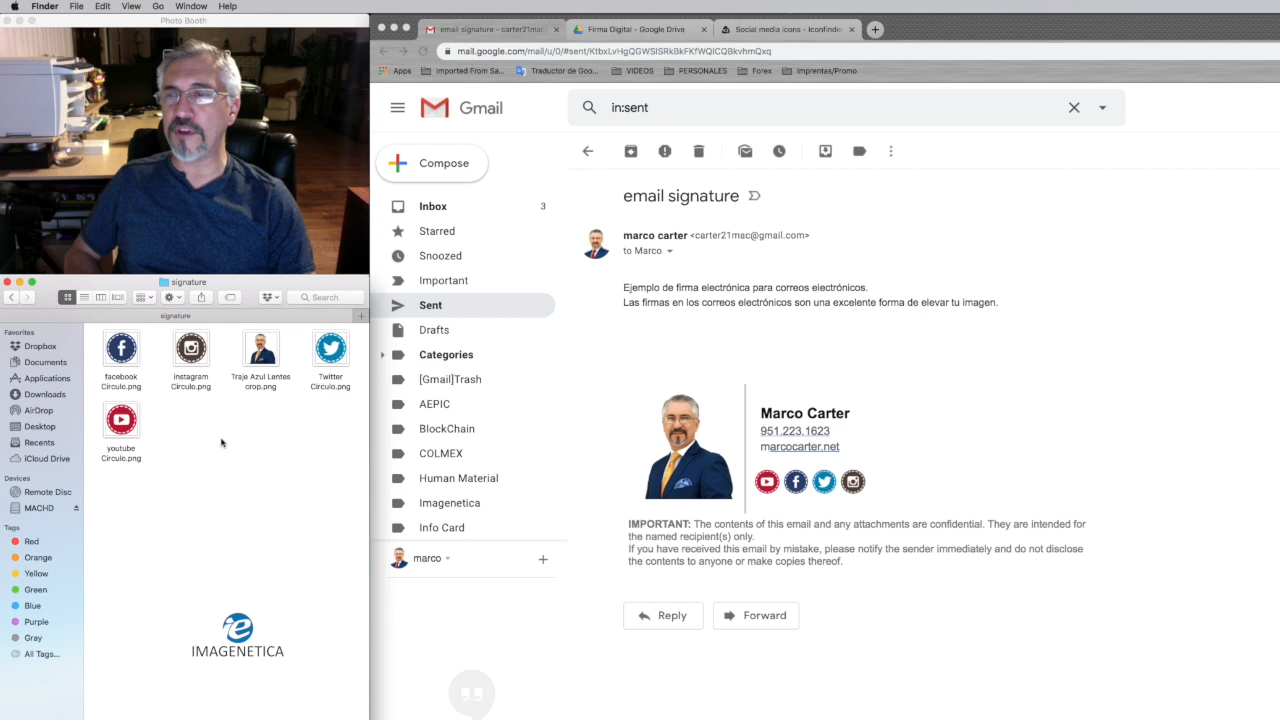 Finder File Edit View Go Window Help
Photo Booth
signature
Search
signature
Favorites
Dropbox
Documents
Applications
Downloads
AirDrop
Desktop
Recents
iCloud Drive
Devices
Remote Disc
MACHD
Tags
Red
Orange
Yellow
Green
Blue
Purple
Gray
All Tags...
facebook
Circulo.png
instagram
Circulo.png
Traje Azul Lentes
crop.png
Twitter
Circulo.png
youtube
Circulo.png
IMAGENETICA
email signature - carter21mac
Firma Digital - Google Drive
Social media icons - Iconfinder
mail.google.com/mail/u/0/#sent/KtbxLvHgQGWSlSRkBkFKfWQlCQBkvhmQxq
Apps
Imported From Sa...
Traductor de Goo...
VIDEOS
PERSONALES
Forex
Imprentas/Promo
Gmail
in:sent
Compose
Inbox 3
Starred
Snoozed
Important
Sent
Drafts
Categories
[Gmail]Trash
AEPIC
BlockChain
COLMEX
Human Material
Imagenetica
Info Card
marco
email signature
marco carter <carter21mac@gmail.com>
to Marco
Ejemplo de firma electrónica para correos electrónicos.
Las firmas en los correos electrónicos son una excelente forma de elevar tu imagen.
Marco Carter
951.223.1623
marcocarter.net
IMPORTANT: The contents of this email and any attachments are confidential. They are intended for
the named recipient(s) only.
If you have received this email by mistake, please notify the sender immediately and do not disclose
the contents to anyone or make copies thereof.
Reply
Forward